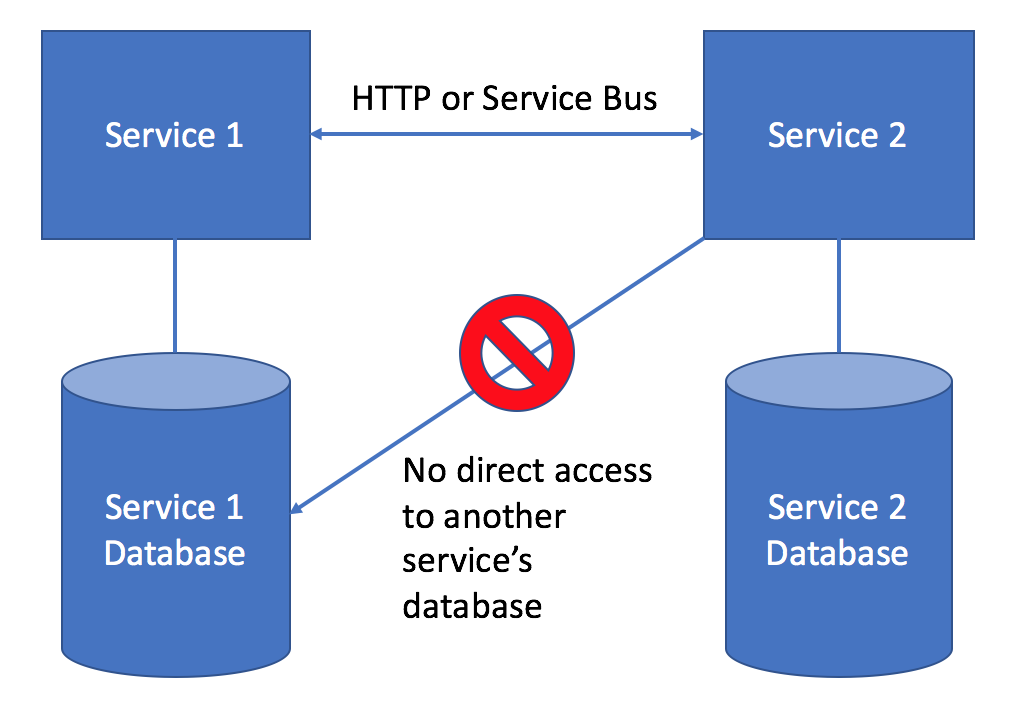 HTTP or Service Bus
Service 1
Service 2
No direct access
to another
service’s
database
Service 1
Database
Service 2
Database